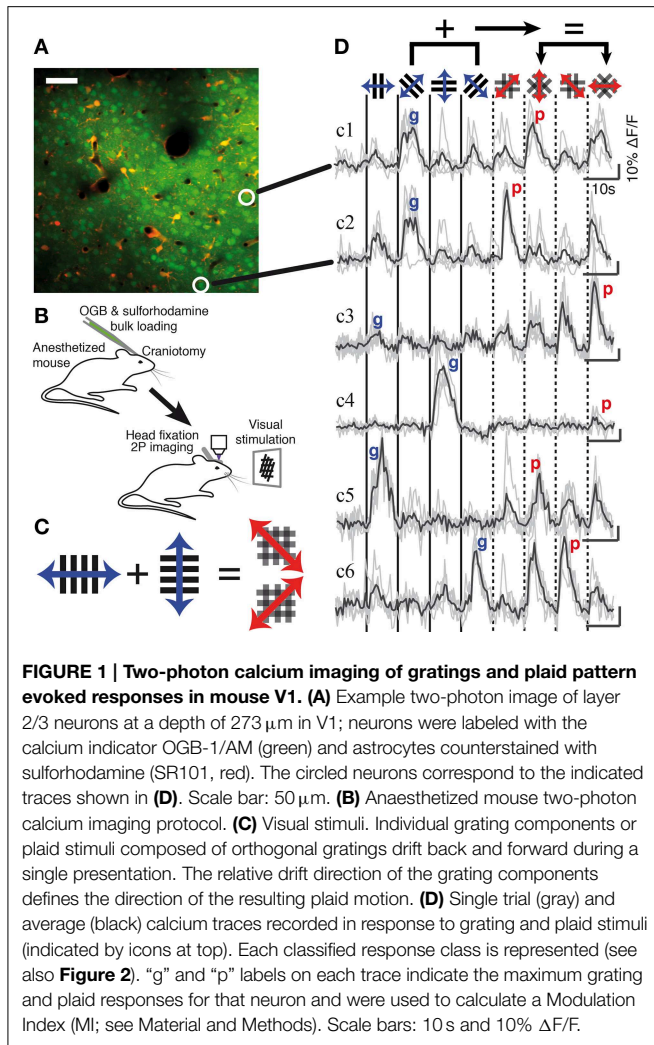 A
D
+
=
g
p
c1
10% ΔF/F
10s
g
p
c2
B
OGB & sulforhodamine
bulk loading
Anesthetized
mouse
Craniotomy
Head fixation
2P imaging
Visual
stimulation
g
p
c3
g
p
c4
g
p
c5
C
+
=
g
p
c6
FIGURE 1 | Two-photon calcium imaging of gratings and plaid pattern
evoked responses in mouse V1. (A) Example two-photon image of layer
2/3 neurons at a depth of 273 μm in V1; neurons were labeled with the
calcium indicator OGB-1/AM (green) and astrocytes counterstained with
sulforhodamine (SR101, red). The circled neurons correspond to the indicated
traces shown in (D). Scale bar: 50 μm. (B) Anaesthetized mouse two-photon
calcium imaging protocol. (C) Visual stimuli. Individual grating components or
plaid stimuli composed of orthogonal gratings drift back and forward during a
single presentation. The relative drift direction of the grating components
defines the direction of the resulting plaid motion. (D) Single trial (gray) and
average (black) calcium traces recorded in response to grating and plaid stimuli
(indicated by icons at top). Each classified response class is represented (see
also Figure 2). “g” and “p” labels on each trace indicate the maximum grating
and plaid responses for that neuron and were used to calculate a Modulation
Index (MI; see Material and Methods). Scale bars: 10 s and 10% ΔF/F.